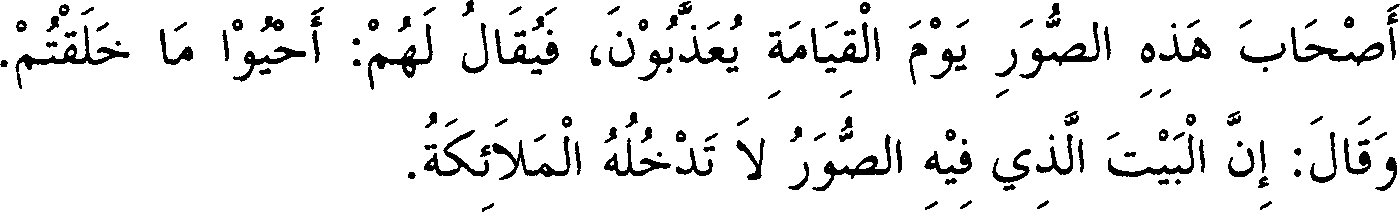 أَصْحَابَ هَذِهِ الصُّوَرِ يَوْمَ الْقِيَامَةِ يُعَذَّبُوْنَ، فَيُقَالُ لَهُمْ: أَحْيُوْا مَا خَلَقْتُمْ.
وَقَالَ: إِنَّ الْبَيْتَ الَّذِي فِيْهِ الصُّوَرُ لاَ تَدْخُلُهُ الْمَلاَئِكَةُ.